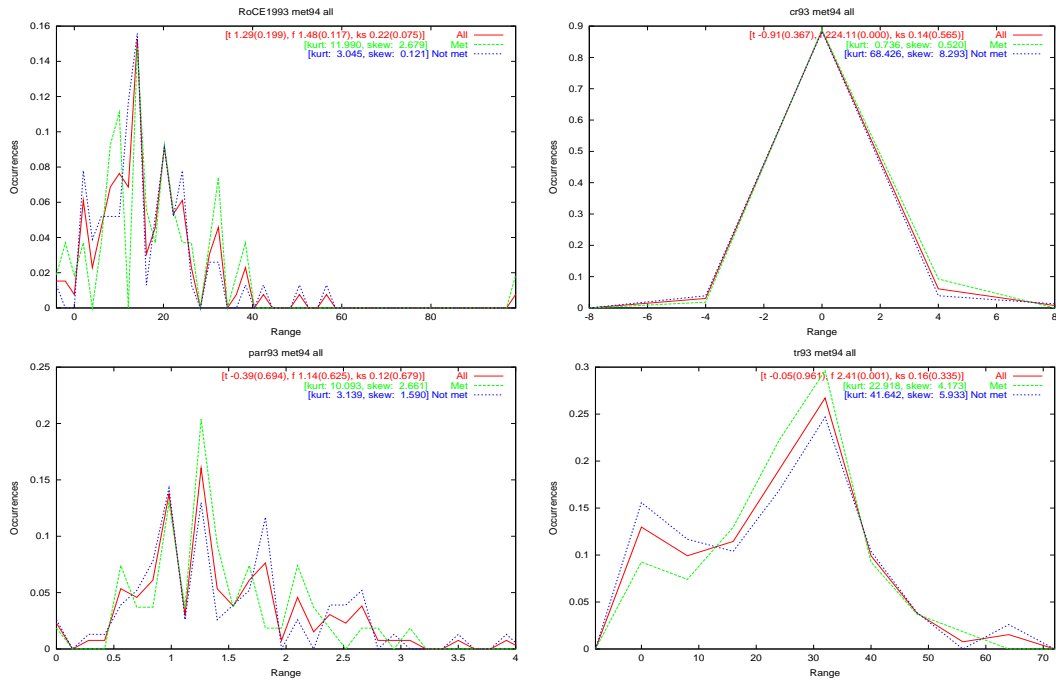 RoCE1993 met94 all
[t 1.29(0.199), f 1.48(0.117), ks 0.22(0.075)] All
[kurt: 11.990, skew: 2.679] Met
[kurt: 3.045, skew: 0.121] Not met
0.16
0.14
0.12
0.1
0.08
0.06
0.04
0.02
0
Occurrences
0 20 40 60 80
Range
cr93 met94 all
[t -0.91(0.367), f 224.11(0.000), ks 0.14(0.565)] All
[kurt: 0.736, skew: 0.520] Met
[kurt: 68.426, skew: 8.293] Not met
0.9
0.8
0.7
0.6
0.5
0.4
0.3
0.2
0.1
0
Occurrences
-8 -6 -4 -2 0 2 4 6 8
Range
parr93 met94 all
[t -0.39(0.694), f 1.14(0.625), ks 0.12(0.679)] All
[kurt: 10.093, skew: 2.661] Met
[kurt: 3.139, skew: 1.590] Not met
0.25
0.2
0.15
0.1
0.05
0
Occurrences
0 0.5 1 1.5 2 2.5 3 3.5 4
Range
tr93 met94 all
[t -0.05(0.961), f 2.41(0.001), ks 0.16(0.335)] All
[kurt: 22.918, skew: 4.173] Met
[kurt: 41.642, skew: 5.933] Not met
0.3
0.25
0.2
0.15
0.1
0.05
0
Occurrences
0 10 20 30 40 50 60 70
Range